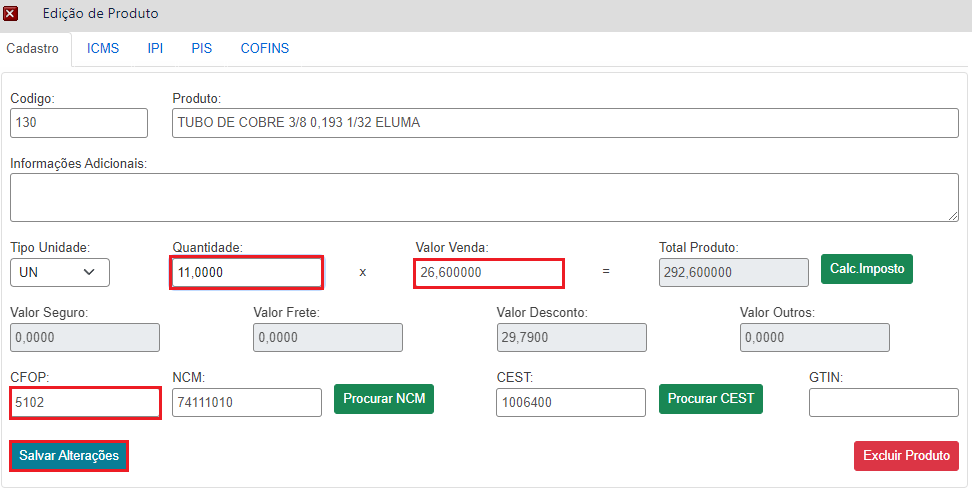 Edição de Produto
Cadastro ICMS IPI PIS COFINS
Codigo: Produto:
130 TUBO DE COBRE 3/8 0,193 1/32 ELUMA
Informações Adicionais:
Tipo Unidade: Quantidade: Valor Venda: Total Produto:
UN 11,0000 x 26,600000 = 292,600000 Calc.Imposto
Valor Seguro: Valor Frete: Valor Desconto: Valor Outros:
0,0000 0,0000 29,7900 0,0000
CFOP: NCM: CEST: GTIN:
5102 74111010 Procurar NCM 1006400 Procurar CEST
Salvar Alterações Excluir Produto